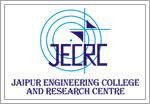 JECRC
JAIPUR ENGINEERING COLLEGE
AND RESEARCH CENTRE